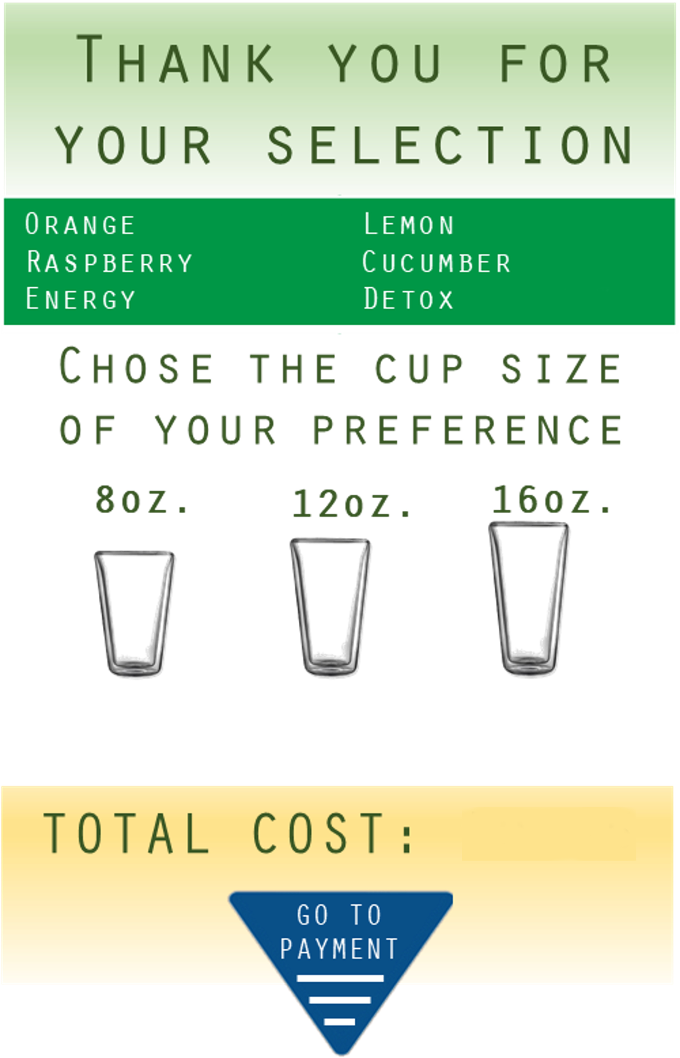 THANK YOU FOR
YOUR SELECTION
ORANGE LEMON
RASPBERRY CUCUMBER
ENERGY DETOX
CHOSE THE CUP SIZE
OF YOUR PREFERENCE
8oz. 12oz. 16oz.
TOTAL COST:
GO TO
PAYMENT